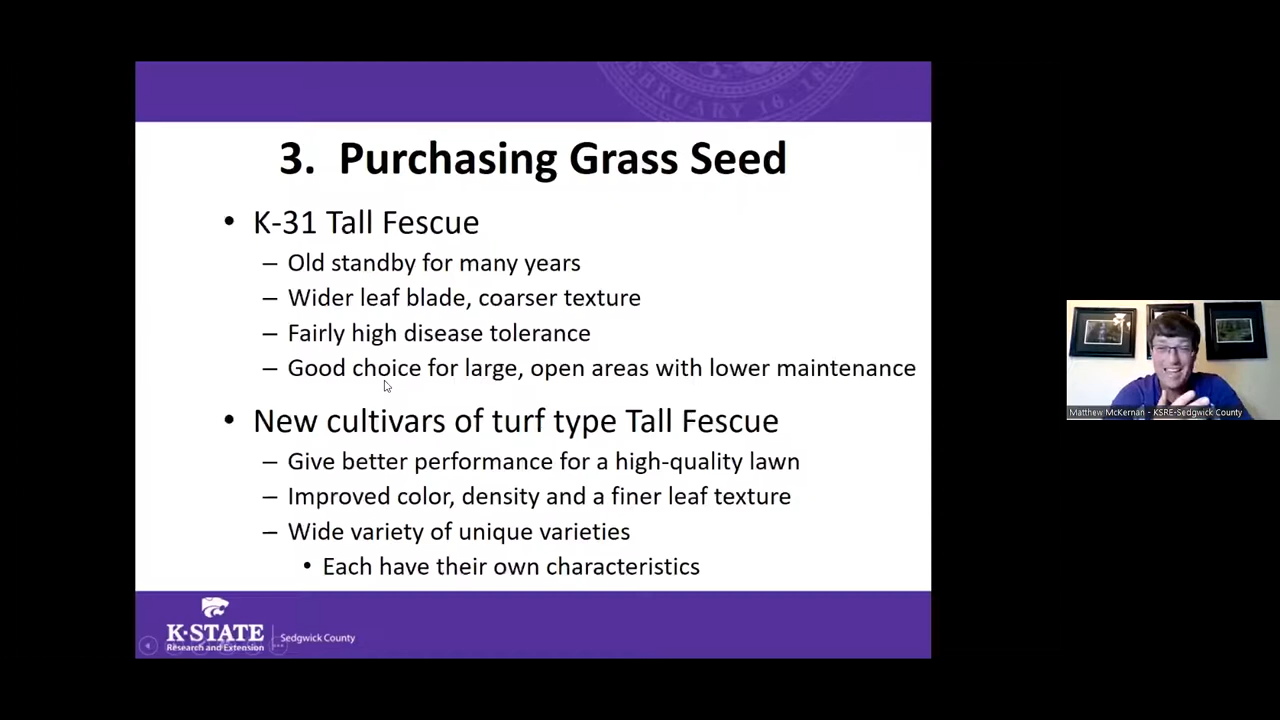 FEBRUARY 16, 186
3. Purchasing Grass Seed
• K-31 Tall Fescue
– Old standby for many years
– Wider leaf blade, coarser texture
– Fairly high disease tolerance
– Good choice for large, open areas with lower maintenance
• New cultivars of turf type Tall Fescue
– Give better performance for a high-quality lawn
– Improved color, density and a finer leaf texture
– Wide variety of unique varieties
• Each have their own characteristics
K-STATE
Research and Extension
Sedgwick County
Matthew McKernan - KSRE-Sedgwick County